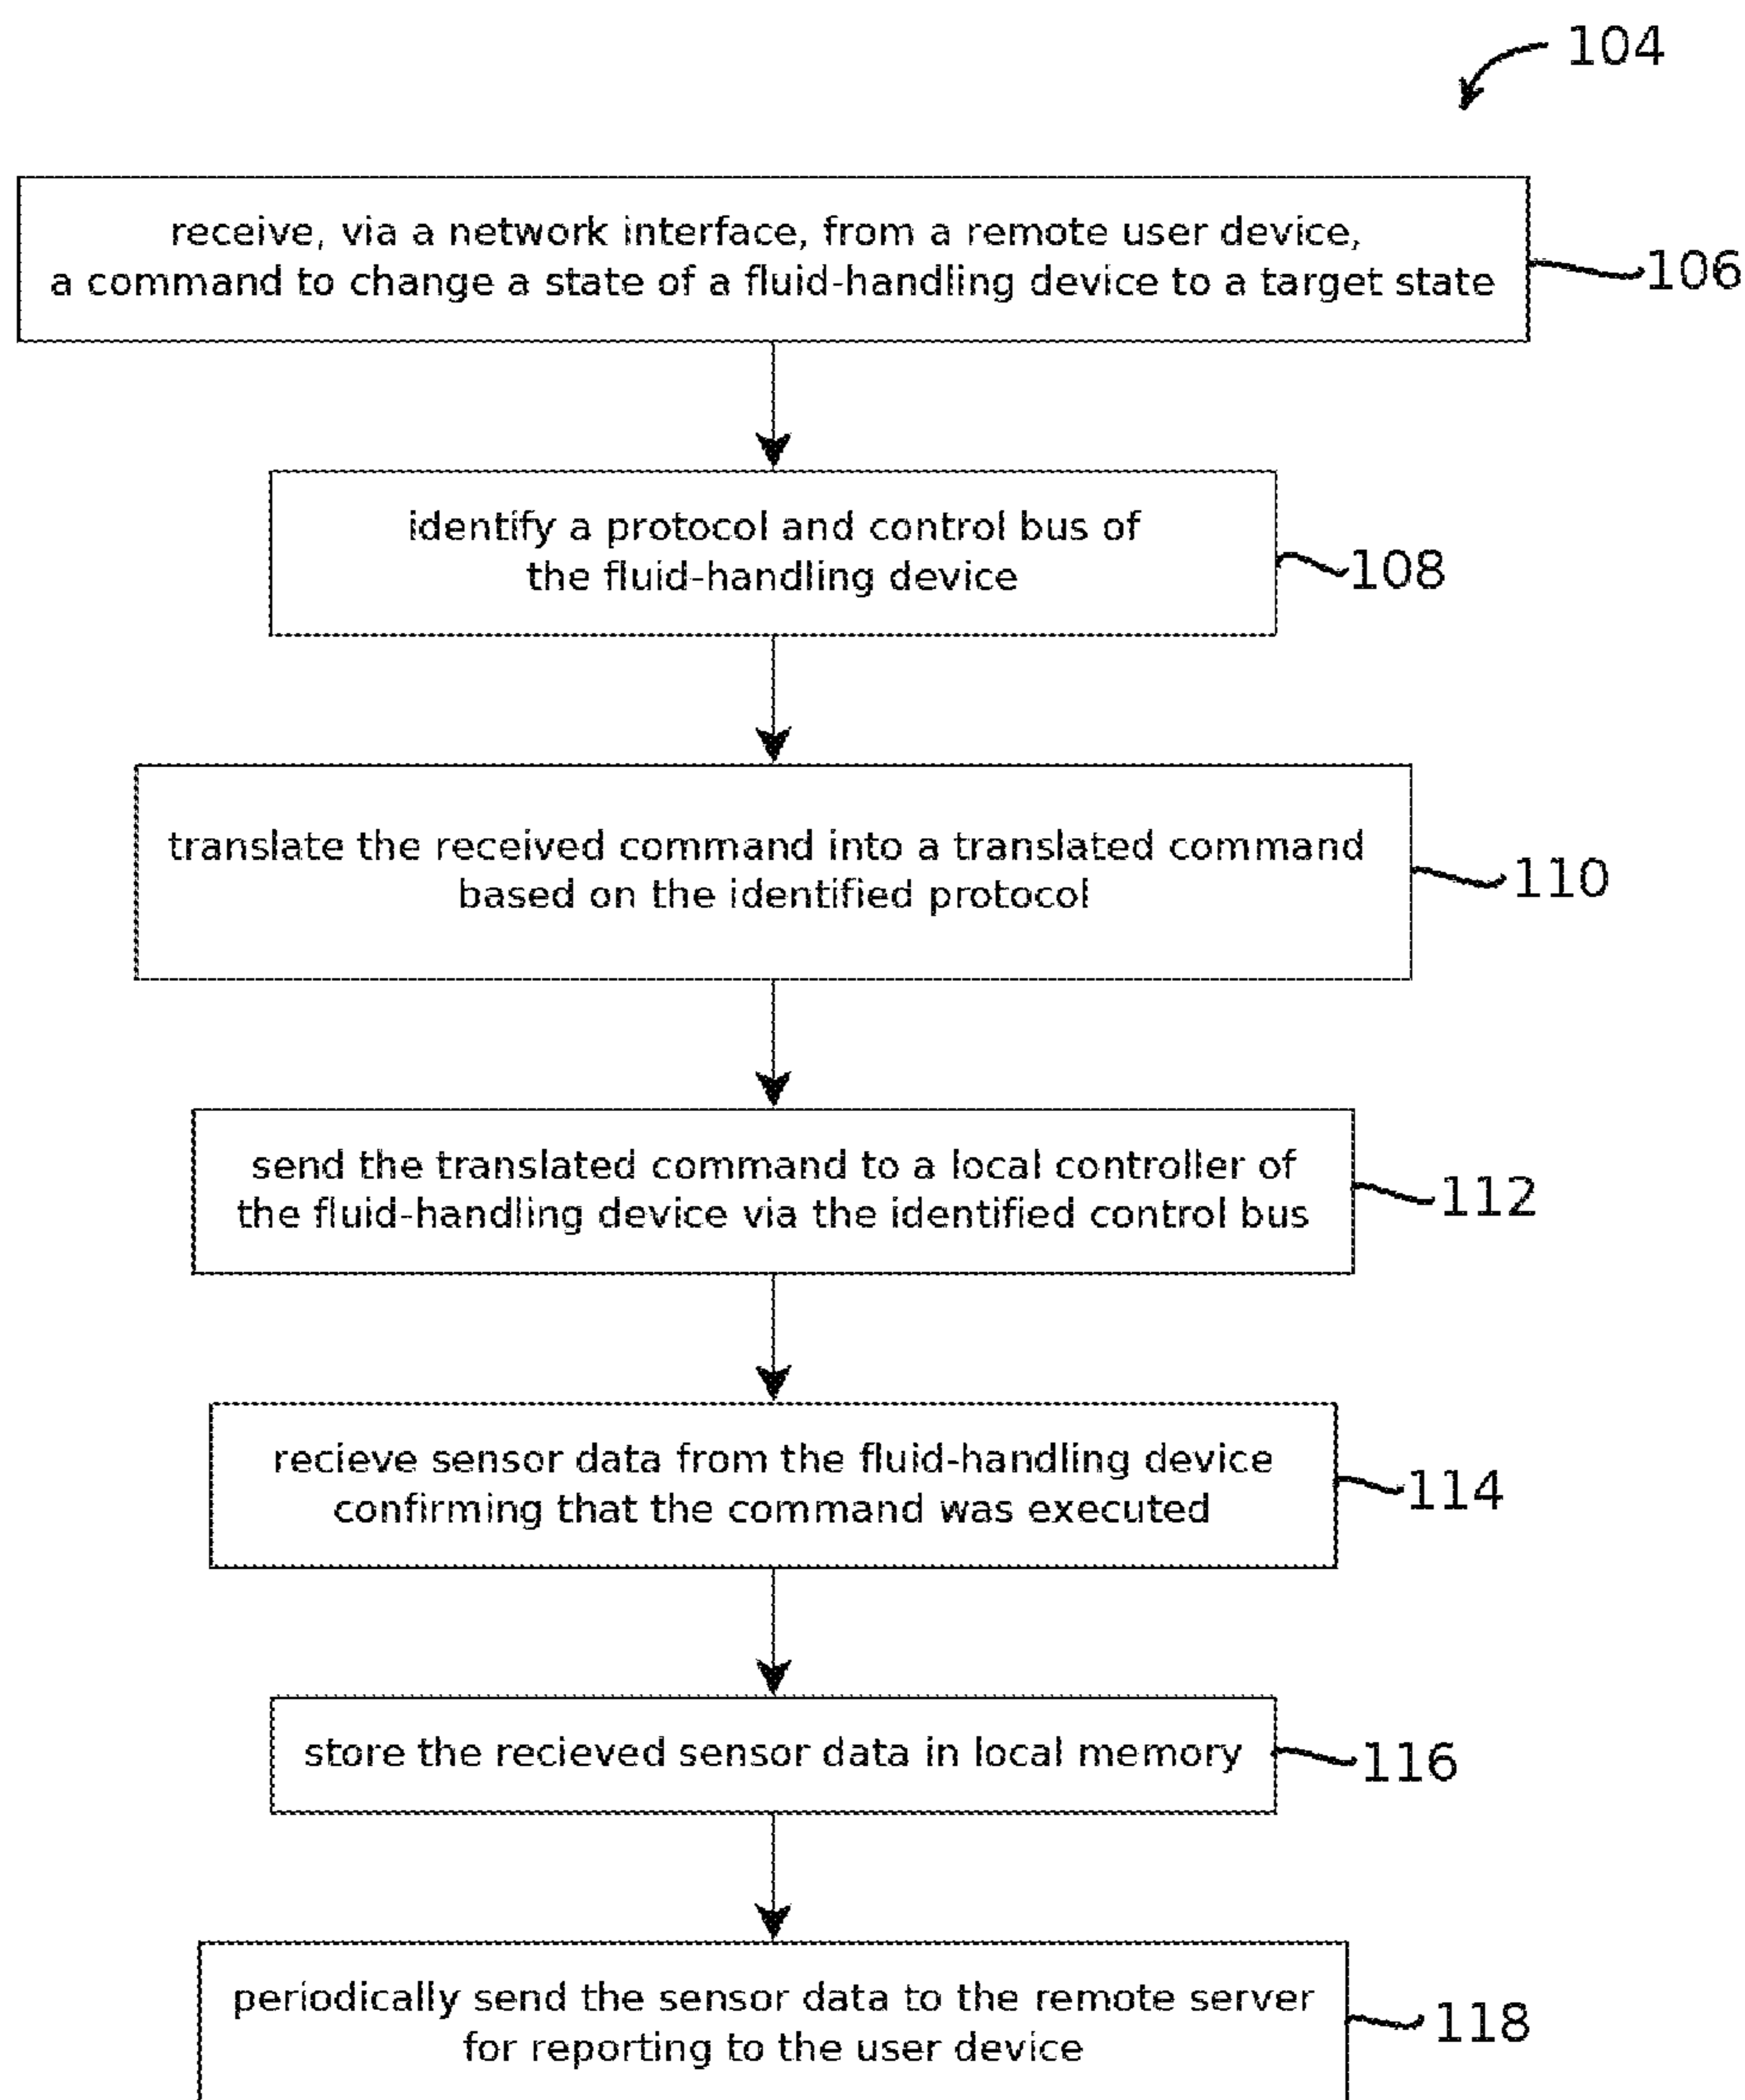 104
receive, via a network interface, from a remote user device,
a command to change a state of a fluid-handling device to a target state
106
identify a protocol and control bus of
the fluid-handling device
108
translate the received command into a translated command
based on the identified protocol
110
send the translated command to a local controller of
the fluid-handling device via the identified control bus
112
recieve sensor data from the fluid-handling device
confirming that the command was executed
114
store the recieved sensor data in local memory
116
periodically send the sensor data to the remote server
for reporting to the user device
118